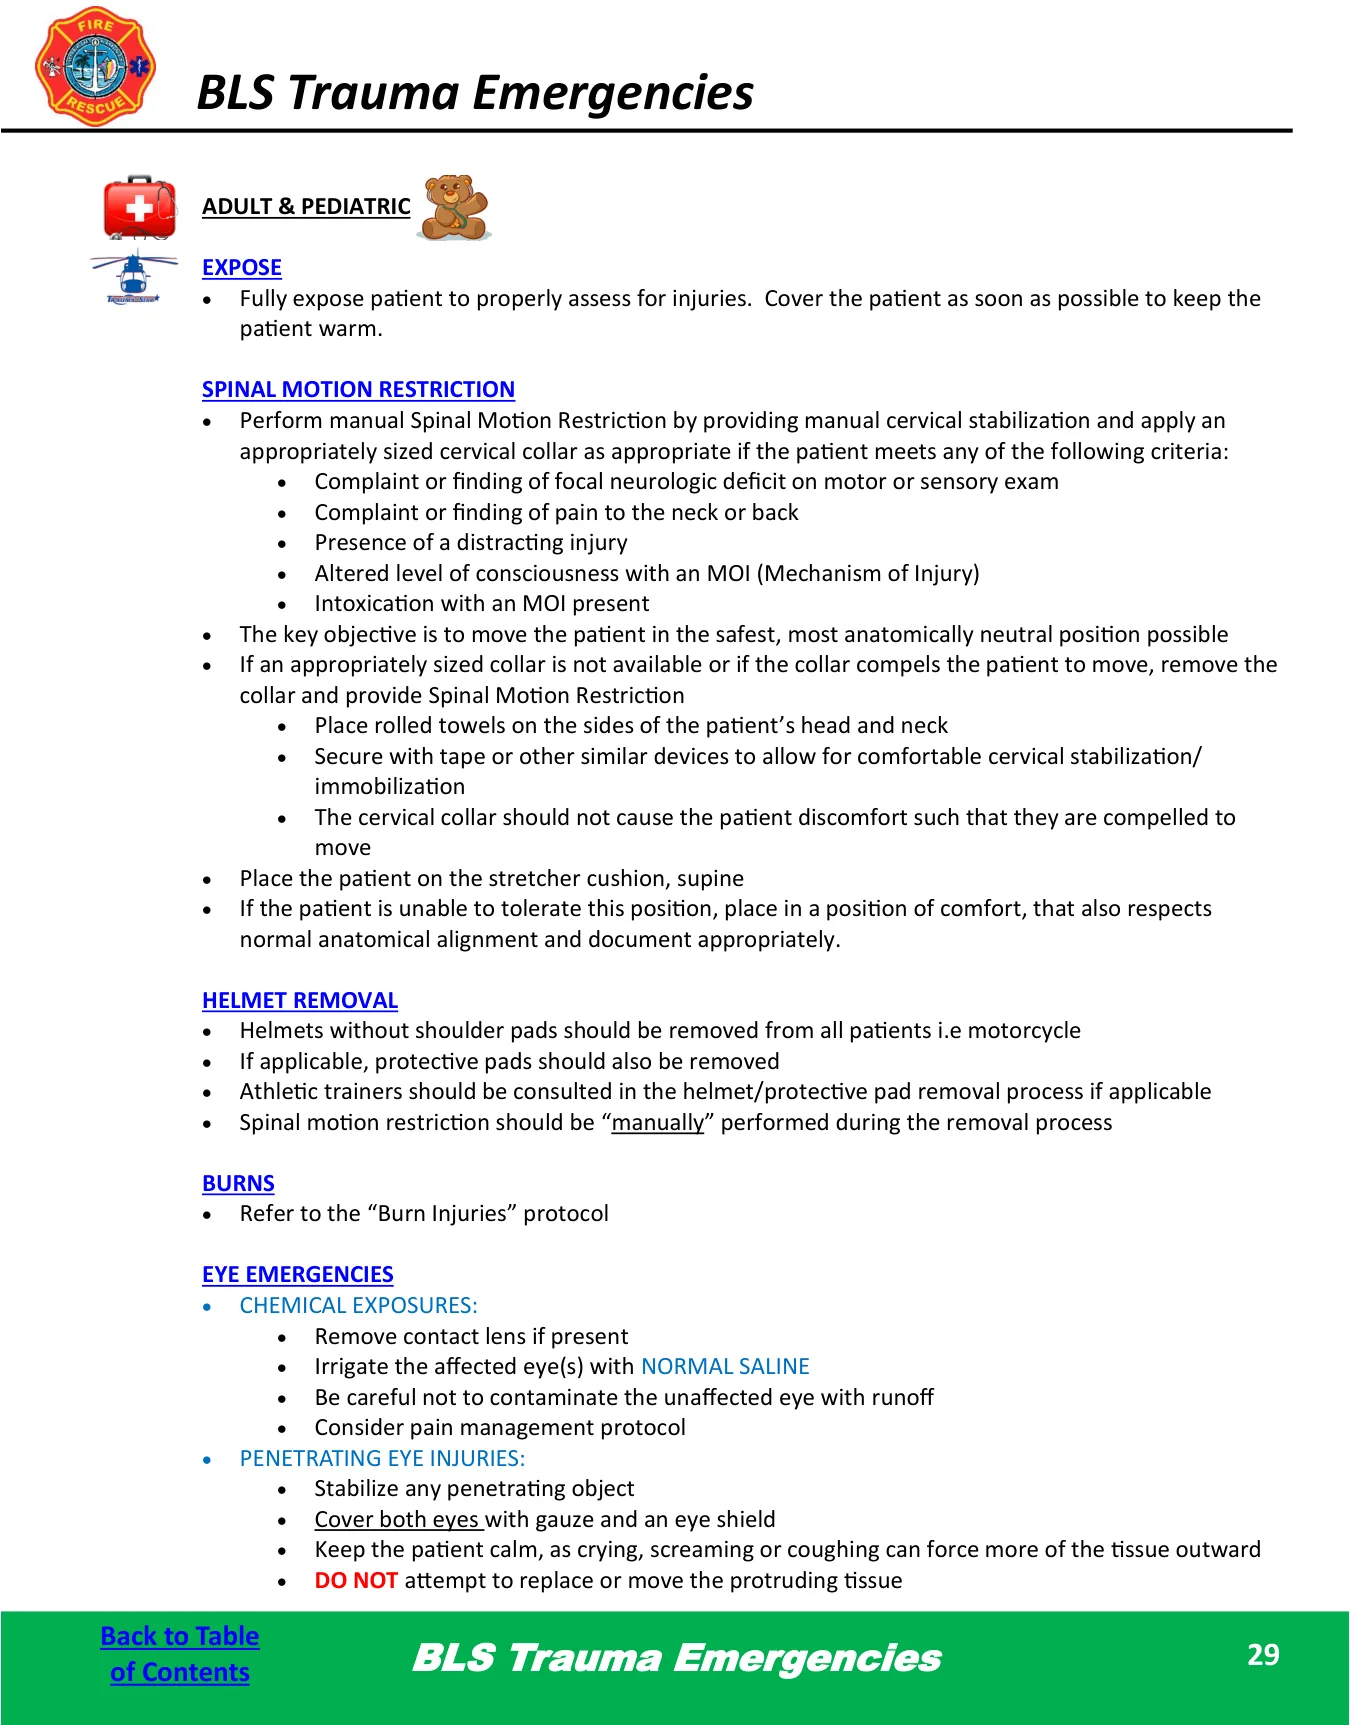 FIRE
RESCUE
BLS Trauma Emergencies
ADULT & PEDIATRIC
EXPOSE
• Fully expose patient to properly assess for injuries.  Cover the patient as soon as possible to keep the
patient warm.
SPINAL MOTION RESTRICTION
• Perform manual Spinal Motion Restriction by providing manual cervical stabilization and apply an
appropriately sized cervical collar as appropriate if the patient meets any of the following criteria:
• Complaint or finding of focal neurologic deficit on motor or sensory exam
• Complaint or finding of pain to the neck or back
• Presence of a distracting injury
• Altered level of consciousness with an MOI (Mechanism of Injury)
• Intoxication with an MOI present
• The key objective is to move the patient in the safest, most anatomically neutral position possible
• If an appropriately sized collar is not available or if the collar compels the patient to move, remove the
collar and provide Spinal Motion Restriction
• Place rolled towels on the sides of the patient’s head and neck
• Secure with tape or other similar devices to allow for comfortable cervical stabilization/
immobilization
• The cervical collar should not cause the patient discomfort such that they are compelled to
move
• Place the patient on the stretcher cushion, supine
• If the patient is unable to tolerate this position, place in a position of comfort, that also respects
normal anatomical alignment and document appropriately.
HELMET REMOVAL
• Helmets without shoulder pads should be removed from all patients i.e motorcycle
• If applicable, protective pads should also be removed
• Athletic trainers should be consulted in the helmet/protective pad removal process if applicable
• Spinal motion restriction should be “manually” performed during the removal process
BURNS
• Refer to the “Burn Injuries” protocol
EYE EMERGENCIES
• CHEMICAL EXPOSURES:
• Remove contact lens if present
• Irrigate the affected eye(s) with NORMAL SALINE
• Be careful not to contaminate the unaffected eye with runoff
• Consider pain management protocol
• PENETRATING EYE INJURIES:
• Stabilize any penetrating object
• Cover both eyes with gauze and an eye shield
• Keep the patient calm, as crying, screaming or coughing can force more of the tissue outward
• DO NOT attempt to replace or move the protruding tissue
Back to Table
of Contents
BLS Trauma Emergencies
29